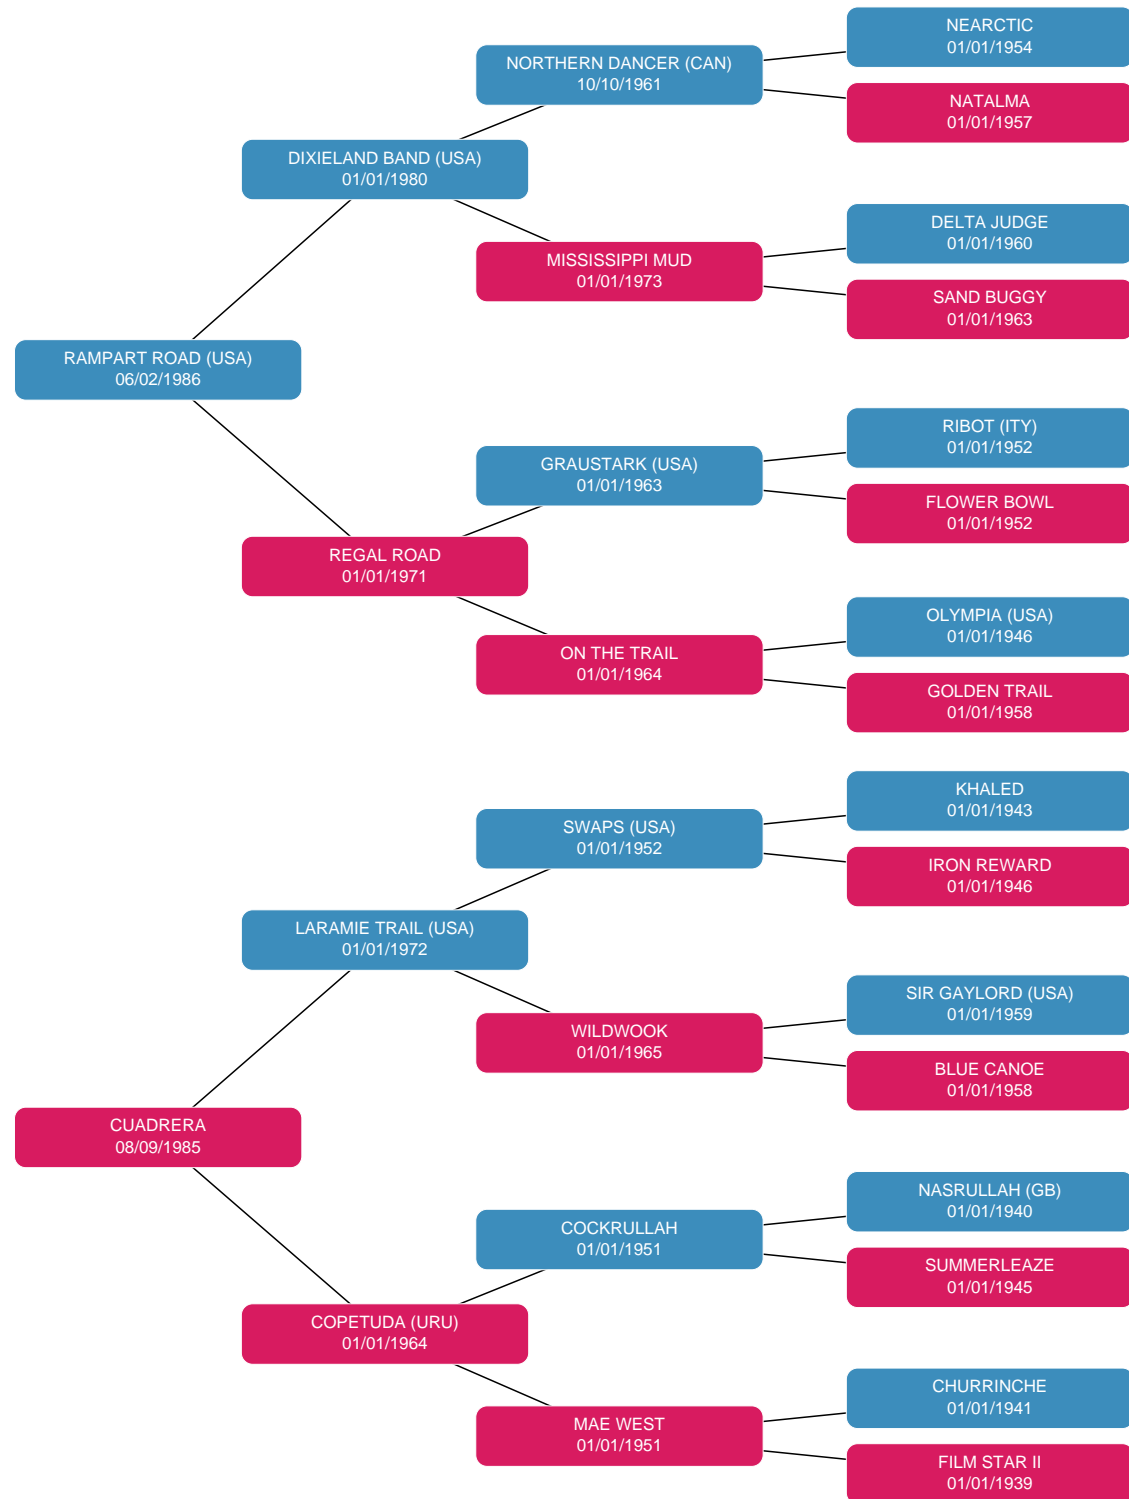 NEARCTIC
01/01/1954
NORTHERN DANCER (CAN)
10/10/1961
NATALMA
01/01/1957
DIXIELAND BAND (USA)
01/01/1980
DELTA JUDGE
01/01/1960
MISSISSIPPI MUD
01/01/1973
SAND BUGGY
01/01/1963
RAMPART ROAD (USA)
06/02/1986
RIBOT (ITY)
01/01/1952
GRAUSTARK (USA)
01/01/1963
FLOWER BOWL
01/01/1952
REGAL ROAD
01/01/1971
OLYMPIA (USA)
01/01/1946
ON THE TRAIL
01/01/1964
GOLDEN TRAIL
01/01/1958
KHALED
01/01/1943
SWAPS (USA)
01/01/1952
IRON REWARD
01/01/1946
LARAMIE TRAIL (USA)
01/01/1972
SIR GAYLORD (USA)
01/01/1959
WILDWOOK
01/01/1965
BLUE CANOE
01/01/1958
CUADRERA
08/09/1985
NASRULLAH (GB)
01/01/1940
COCKRULLAH
01/01/1951
SUMMERLEAZE
01/01/1945
COPETUDA (URU)
01/01/1964
CHURRINCHE
01/01/1941
MAE WEST
01/01/1951
FILM STAR II
01/01/1939